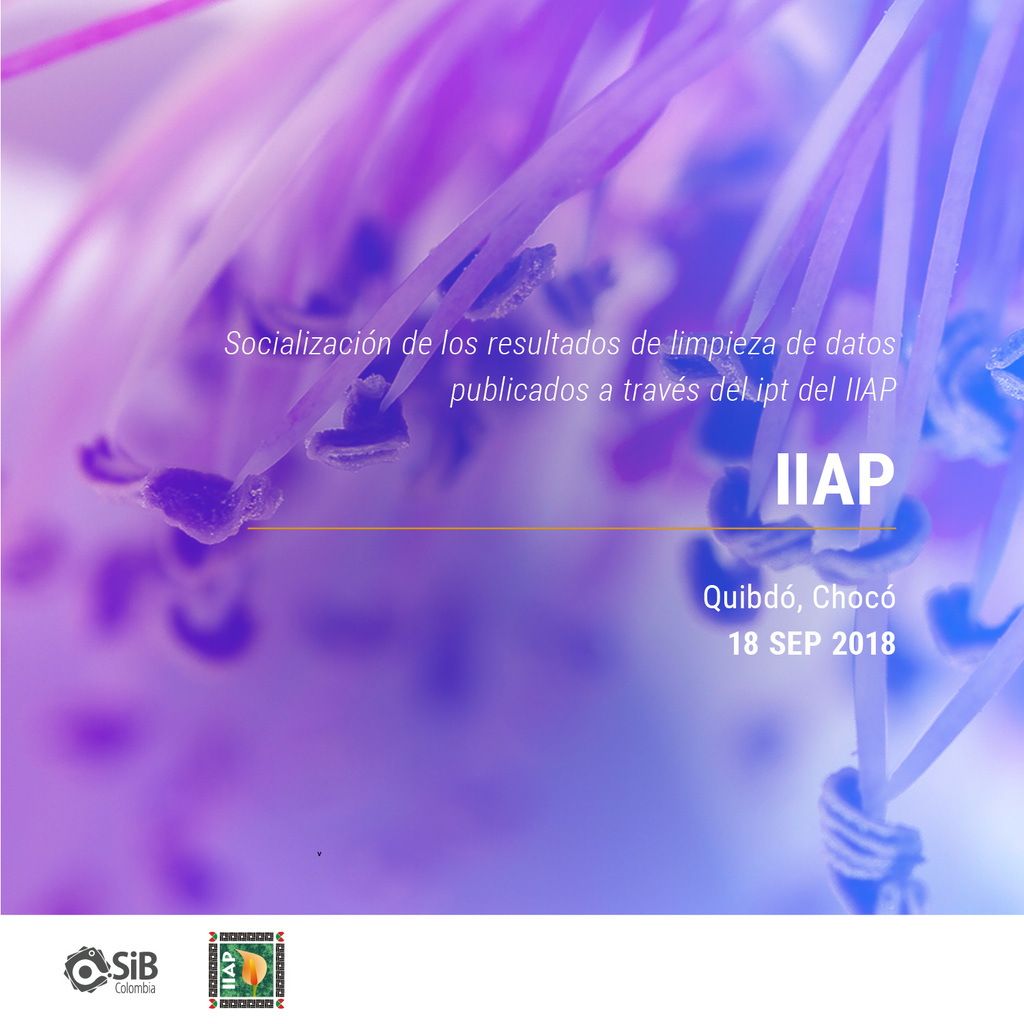 Socialización de los resultados de limpieza de datos
publicados a través del ipt del IIAP
IIAP
Quibdó, Chocó
18 SEP 2018
v
SiB
Colombia
IIAP